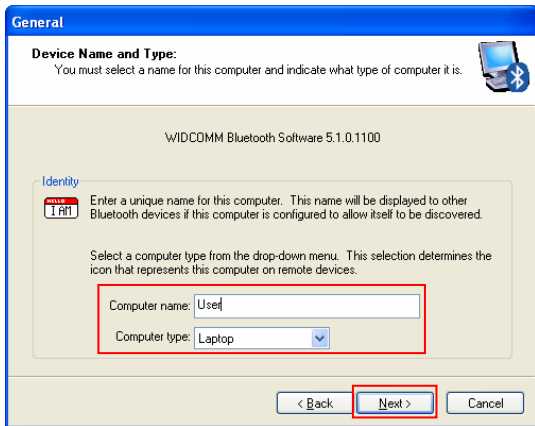 General
Device Name and Type:
You must select a name for this computer and indicate what type of computer it is.
WIDCOMM Bluetooth Software 5.1.0.1100
Identity
HELLO
I AM
Enter a unique name for this computer. This name will be displayed to other
Bluetooth devices if this computer is configured to allow itself to be discovered.
Select a computer type from the drop-down menu. This selection determines the
icon that represents this computer on remote devices.
Computer name: User
Computer type: Laptop
< Back Next > Cancel